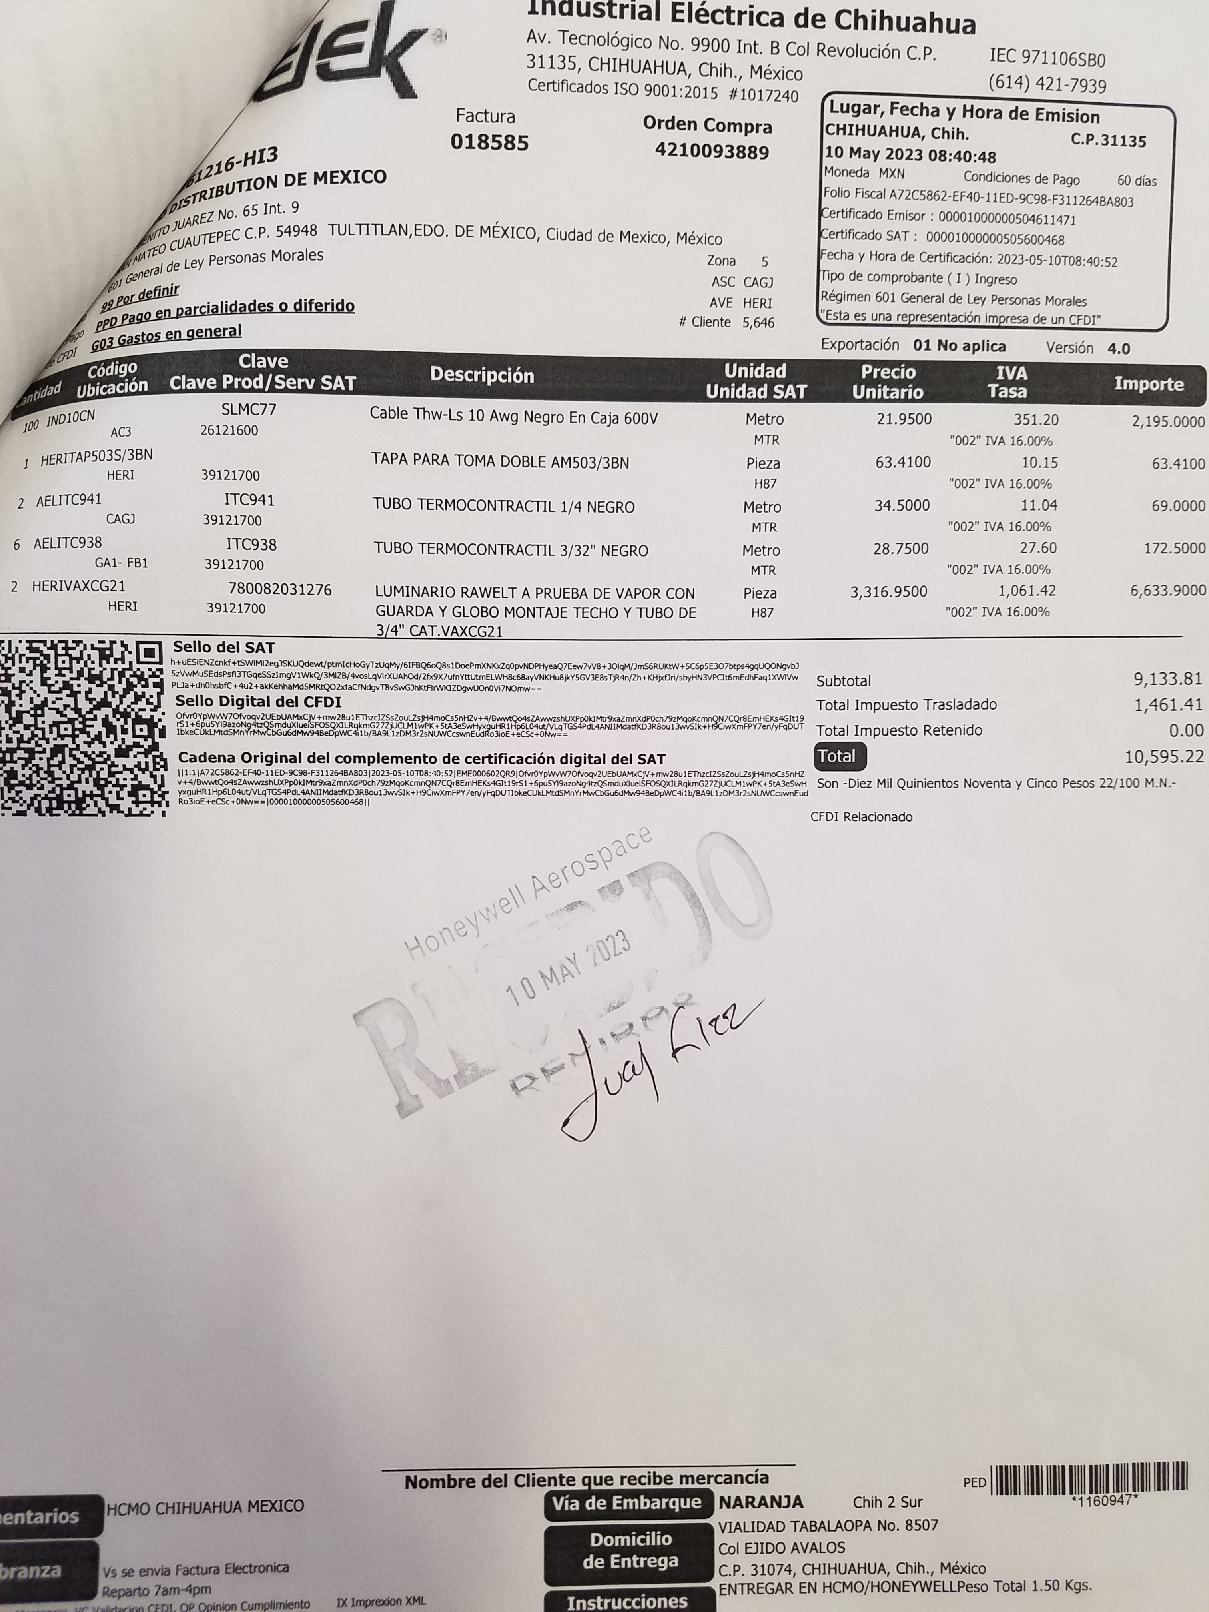 elek®
Industrial Eléctrica de Chihuahua
Av. Tecnológico No. 9900 Int. B Col Revolución C.P.
31135, CHIHUAHUA, Chih., México
Certificados ISO 9001:2015 #1017240
IEC 971106SB0
(614) 421-7939
Factura
018585
Orden Compra
4210093889
Lugar, Fecha y Hora de Emision
CHIHUAHUA, Chih. C.P.31135
10 May 2023 08:40:48
Moneda MXN Condiciones de Pago 60 días
Folio Fiscal A72C5862-EF40-11ED-9C98-F311264BA803
Certificado Emisor : 00001000000504611471
Certificado SAT : 00001000000505600468
Fecha y Hora de Certificación: 2023-05-10T08:40:52
Tipo de comprobante ( I ) Ingreso
Régimen 601 General de Ley Personas Morales
"Esta es una representación impresa de un CFDI"
61216-HI3
DISTRIBUTION DE MEXICO
JUAREZ No. 65 Int. 9
MATEO CUAUTEPEC C.P. 54948 TULTITLAN,EDO. DE MÉXICO, Ciudad de Mexico, México
601 General de Ley Personas Morales
99 Por definir
PPD Pago en parcialidades o diferido
CFDI G03 Gastos en general
Zona 5
ASC CAGJ
AVE HERI
# Cliente 5,646
Exportación 01 No aplica Versión 4.0
Cantidad Código Ubicación Clave Clave Prod/Serv SAT Descripción Unidad Unidad SAT Precio Unitario IVA Tasa Importe
100 IND10CN SLMC77 Cable Thw-Ls 10 Awg Negro En Caja 600V Metro 21.9500 351.20 2,195.0000
AC3 26121600 MTR "002" IVA 16.00%
1 HERITAP503S/3BN TAPA PARA TOMA DOBLE AM503/3BN Pieza 63.4100 10.15 63.4100
HERI 39121700 H87 "002" IVA 16.00%
2 AELITC941 ITC941 TUBO TERMOCONTRACTIL 1/4 NEGRO Metro 34.5000 11.04 69.0000
CAGJ 39121700 MTR "002" IVA 16.00%
6 AELITC938 ITC938 TUBO TERMOCONTRACTIL 3/32" NEGRO Metro 28.7500 27.60 172.5000
GA1- FB1 39121700 MTR "002" IVA 16.00%
2 HERIVAXCG21 780082031276 LUMINARIO RAWELT A PRUEBA DE VAPOR CON Pieza 3,316.9500 1,061.42 6,633.9000
HERI 39121700 GUARDA Y GLOBO MONTAJE TECHO Y TUBO DE H87 "002" IVA 16.00%
3/4" CAT.VAXCG21
Sello del SAT
Sello Digital del CFDI
Cadena Original del complemento de certificación digital del SAT
Subtotal 9,133.81
Total Impuesto Trasladado 1,461.41
Total Impuesto Retenido 0.00
Total 10,595.22
Son -Diez Mil Quinientos Noventa y Cinco Pesos 22/100 M.N.-
CFDI Relacionado
Honeywell Aerospace
RECIBIDO
10 MAY 2023
Nombre del Cliente que recibe mercancía
PED
*1160947*
entarios HCMO CHIHUAHUA MEXICO
branza
Vs se envia Factura Electronica
Reparto 7am-4pm
Validacion CFDI, OP Opinion Cumplimiento IX Imprexion XML
Vía de Embarque NARANJA Chih 2 Sur
Domicilio de Entrega
VIALIDAD TABALAOPA No. 8507
Col EJIDO AVALOS
C.P. 31074, CHIHUAHUA, Chih., México
ENTREGAR EN HCMO/HONEYWELLPeso Total 1.50 Kgs.
Instrucciones